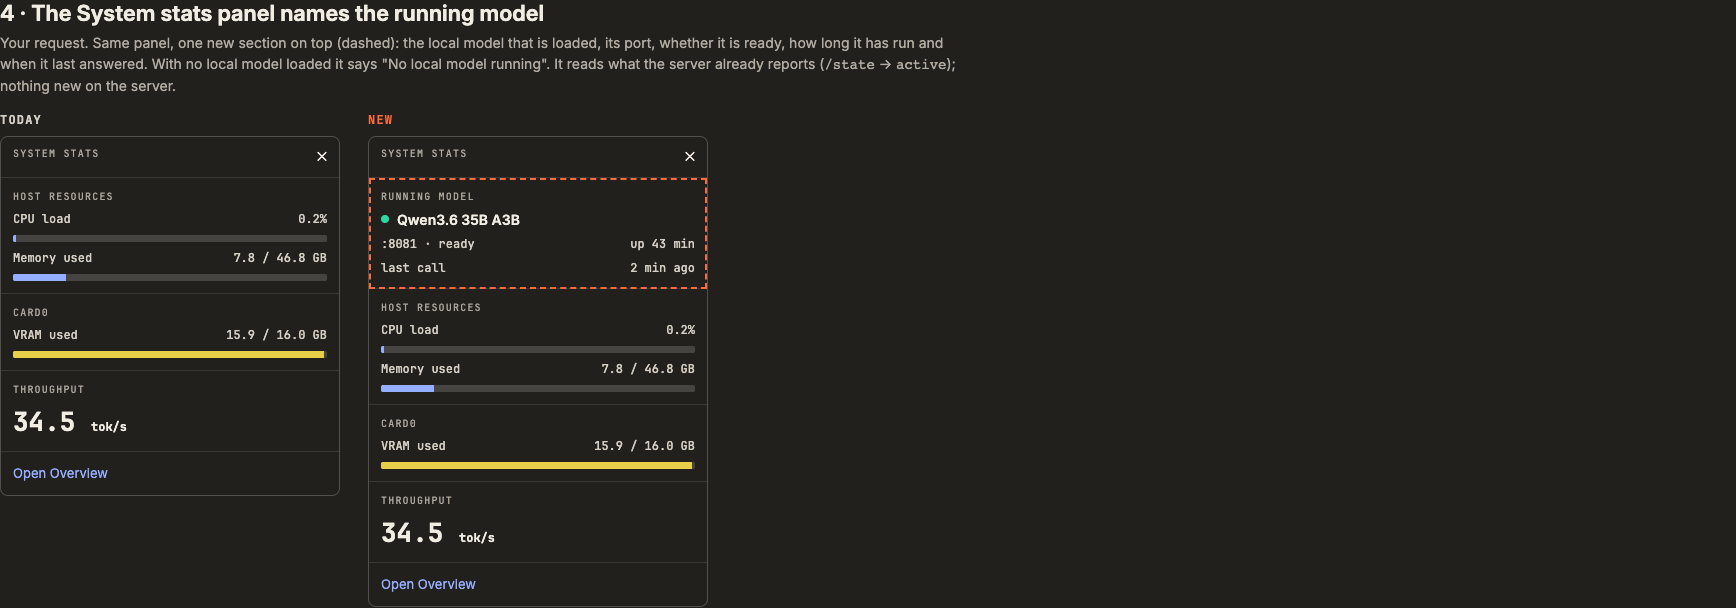 4 · The System stats panel names the running model
Your request. Same panel, one new section on top (dashed): the local model that is loaded, its port, whether it is ready, how long it has run and
when it last answered. With no local model loaded it says "No local model running". It reads what the server already reports (/state → active);
nothing new on the server.
TODAY
SYSTEM STATS
HOST RESOURCES
CPU load 0.2%
Memory used 7.8 / 46.8 GB
CARD0
VRAM used 15.9 / 16.0 GB
THROUGHPUT
34.5 tok/s
Open Overview
NEW
SYSTEM STATS
RUNNING MODEL
Qwen3.6 35B A3B
:8081 · ready up 43 min
last call 2 min ago
HOST RESOURCES
CPU load 0.2%
Memory used 7.8 / 46.8 GB
CARD0
VRAM used 15.9 / 16.0 GB
THROUGHPUT
34.5 tok/s
Open Overview